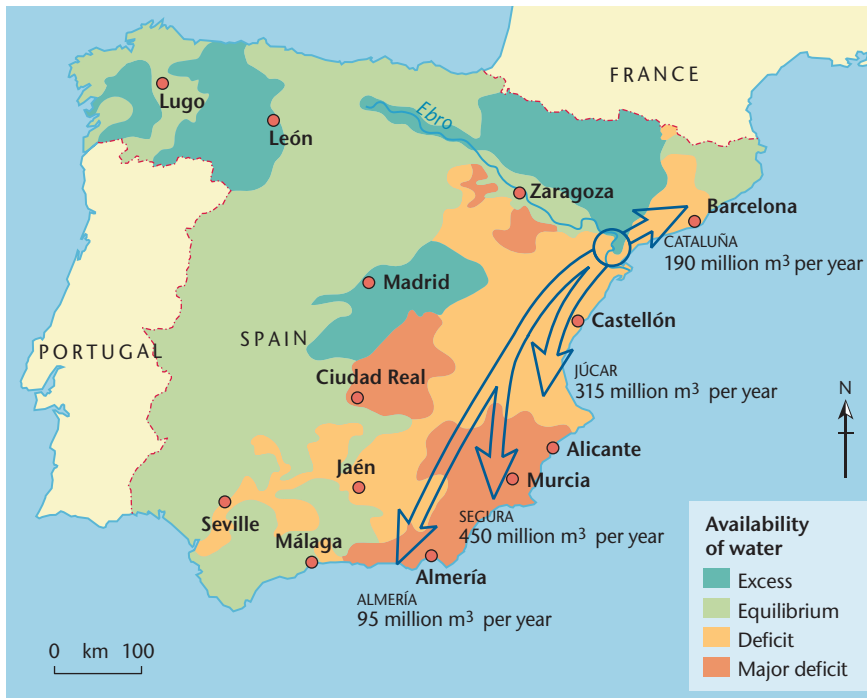 FRANCE
Lugo
León
Ebro
Zaragoza
Barcelona
CATALUÑA
190 million m³ per year
Madrid
Castellón
SPAIN
PORTUGAL
Ciudad Real
JÚCAR
315 million m³ per year
N
Alicante
Jaén
Murcia
Seville
SEGURA
450 million m³ per year
Málaga
Almería
ALMERÍA
95 million m³ per year
0 km 100
Availability
of water
Excess
Equilibrium
Deficit
Major deficit